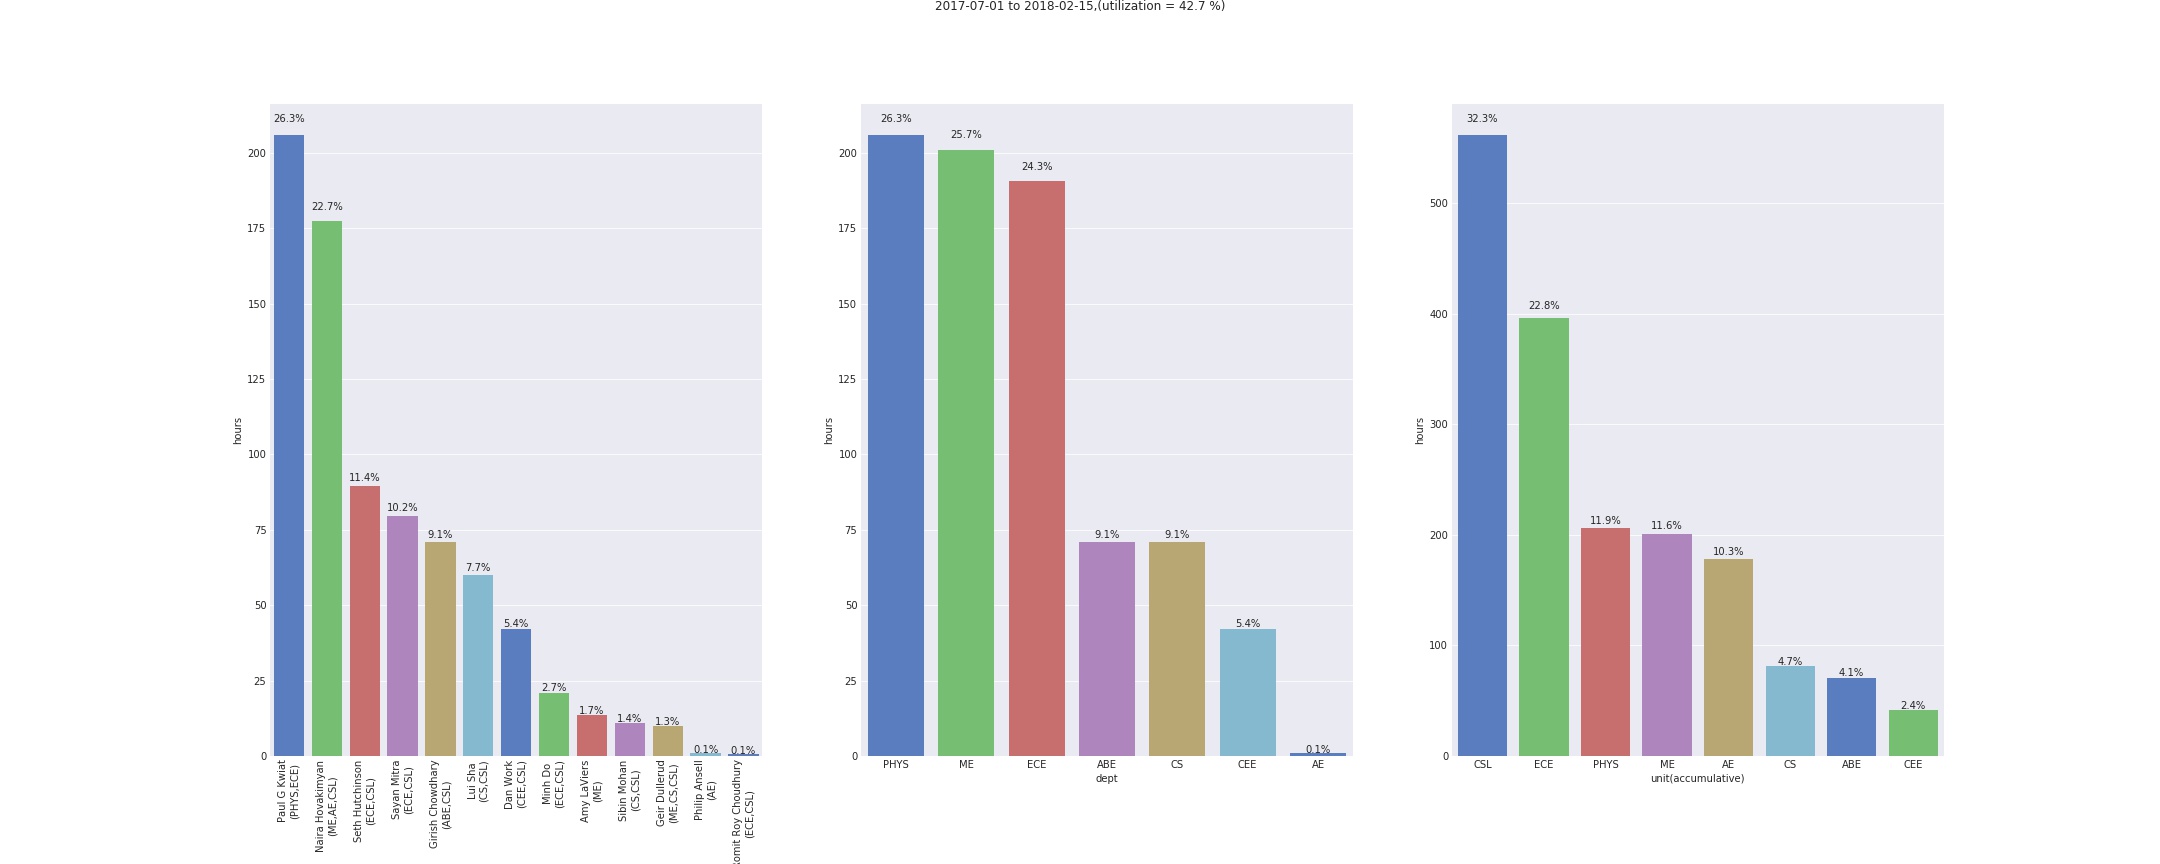 2017-07-01 to 2018-02-15,(utilization = 42.7 %)
hours
200
175
150
125
100
75
50
25
0
26.3%
22.7%
11.4%
10.2%
9.1%
7.7%
5.4%
2.7%
1.7%
1.4%
1.3%
0.1%
0.1%
Paul G Kwiat
(PHYS,ECE)
Naira Hovakimyan
(ME,AE,CSL)
Seth Hutchinson
(ECE,CSL)
Sayan Mitra
(ECE,CSL)
Girish Chowdhary
(ABE,CSL)
Lui Sha
(CS,CSL)
Dan Work
(CEE,CSL)
Minh Do
(ECE,CSL)
Amy LaViers
(ME)
Sibin Mohan
(CS,CSL)
Geir Dullerud
(ME,CS,CSL)
Philip Ansell
(AE)
Roy Choudhury
(ECE,CSL)
hours
200
175
150
125
100
75
50
25
0
26.3%
25.7%
24.3%
9.1%
9.1%
5.4%
0.1%
PHYS
ME
ECE
ABE
CS
CEE
AE
dept
hours
500
400
300
200
100
0
32.3%
22.8%
11.9%
11.6%
10.3%
4.7%
4.1%
2.4%
CSL
ECE
PHYS
ME
AE
CS
ABE
CEE
unit(accumulative)